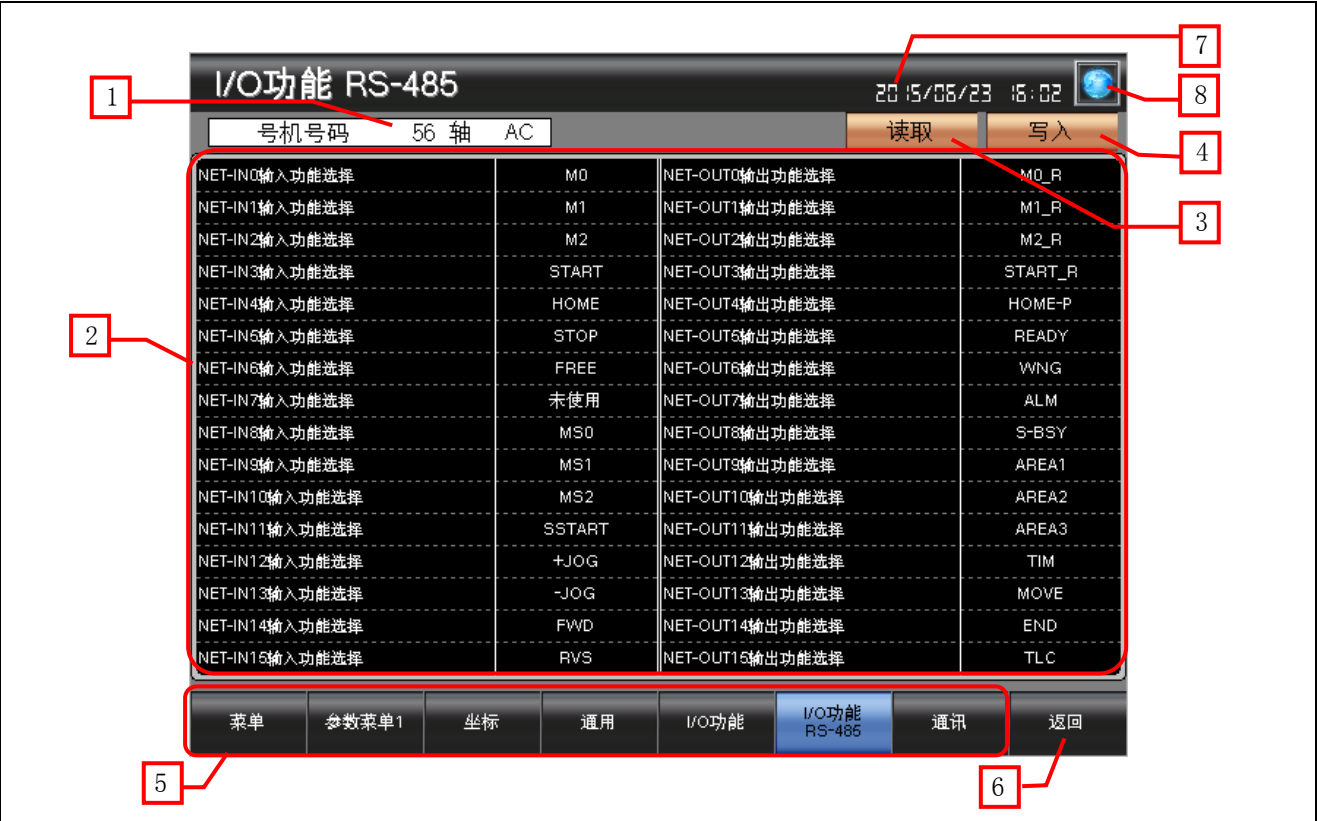 7
I/O功能 RS-485
2015/06/23 16:02
8
1
号机号码 56 轴 AC
读取
写入
4
NET-IN0输入功能选择 M0 NET-OUT0输出功能选择 M0_R
NET-IN1输入功能选择 M1 NET-OUT1输出功能选择 M1_R
3
NET-IN2输入功能选择 M2 NET-OUT2输出功能选择 M2_R
NET-IN3输入功能选择 START NET-OUT3输出功能选择 START_R
NET-IN4输入功能选择 HOME NET-OUT4输出功能选择 HOME-P
2
NET-IN5输入功能选择 STOP NET-OUT5输出功能选择 READY
NET-IN6输入功能选择 FREE NET-OUT6输出功能选择 WNG
NET-IN7输入功能选择 未使用 NET-OUT7输出功能选择 ALM
NET-IN8输入功能选择 MS0 NET-OUT8输出功能选择 S-BSY
NET-IN9输入功能选择 MS1 NET-OUT9输出功能选择 AREA1
NET-IN10输入功能选择 MS2 NET-OUT10输出功能选择 AREA2
NET-IN11输入功能选择 SSTART NET-OUT11输出功能选择 AREA3
NET-IN12输入功能选择 +JOG NET-OUT12输出功能选择 TIM
NET-IN13输入功能选择 -JOG NET-OUT13输出功能选择 MOVE
NET-IN14输入功能选择 FWD NET-OUT14输出功能选择 END
NET-IN15输入功能选择 RVS NET-OUT15输出功能选择 TLC
菜单
参数菜单1
坐标
通用
I/O功能
I/O功能
RS-485
通讯
返回
5
6